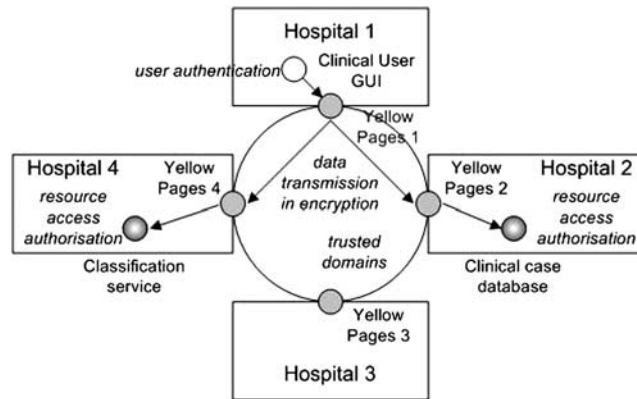 Hospital 1
Clinical User
GUI
user authentication
Yellow
Pages 1
Hospital 4
Yellow
Pages 4
resource
access
authorisation
data
transmission
in encryption
Yellow
Pages 2
Hospital 2
resource
access
authorisation
trusted
domains
Classification
service
Clinical case
database
Yellow
Pages 3
Hospital 3